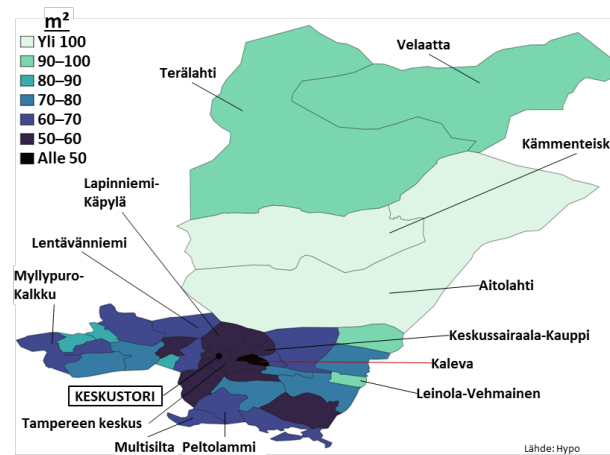 m²
Yli 100
90–100
80–90
70–80
60–70
50–60
Alle 50
Velaatta
Terälahti
Kämmenteisk
Lapinniemi-
Käpylä
Lentävänniemi
Myllypuro-
Kalkku
Aitolahti
Keskussairaala-Kauppi
Kaleva
KESKUSTORI
Leinola-Vehmainen
Tampereen keskus
Multisilta
Peltolammi
Lähde: Hypo